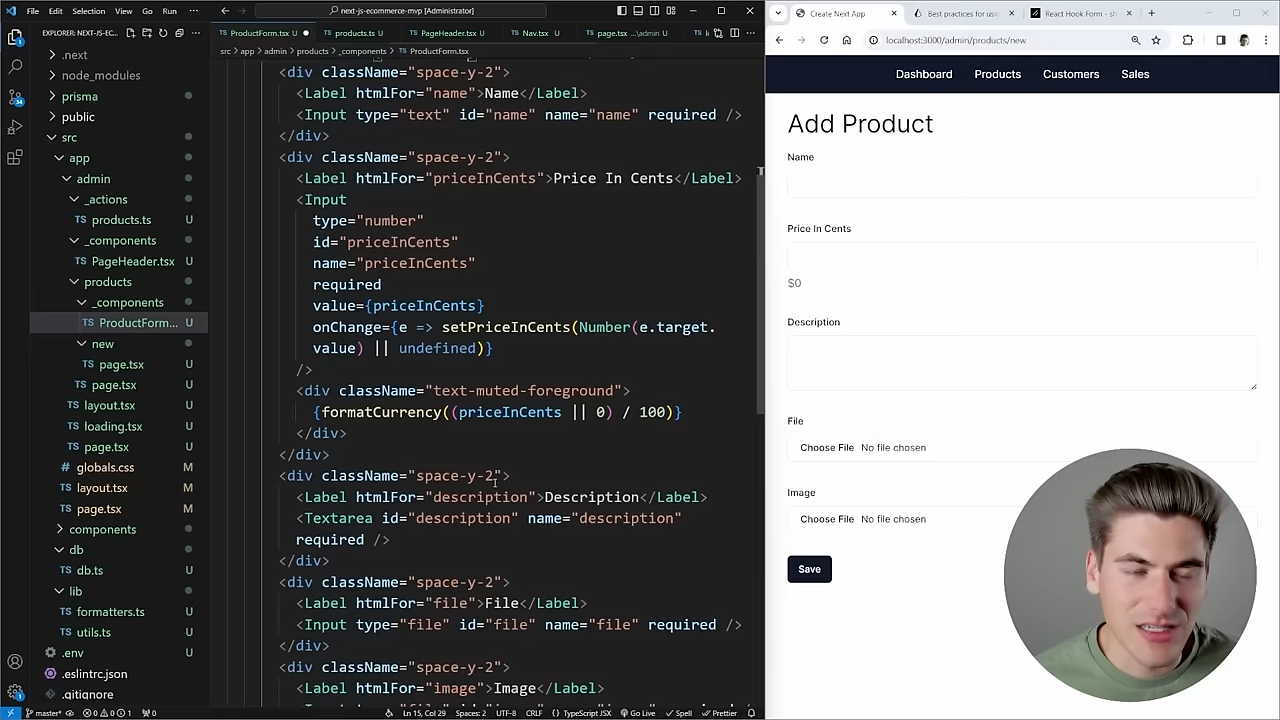 File
Edit
Selection
View
Go
Run
next-js-ecommerce-mvp [Administrator]
EXPLORER: NEXT-JS-EC...
.next
node_modules
prisma
public
src
app
admin
_actions
products.ts U
_components
PageHeader.tsx U
products
_components
ProductForm... U
new
page.tsx U
page.tsx U
layout.tsx U
loading.tsx U
page.tsx U
globals.css M
layout.tsx M
page.tsx M
components
db
db.ts U
lib
formatters.ts U
utils.ts U
.env U
.eslintrc.json
.gitignore
ProductForm.tsx U
products.ts U
PageHeader.tsx U
Nav.tsx U
page.tsx ...\admin U
src > app > admin > products > _components > ProductForm.tsx
<div className="space-y-2">
<Label htmlFor="name">Name</Label>
<Input type="text" id="name" name="name" required />
</div>
<div className="space-y-2">
<Label htmlFor="priceInCents">Price In Cents</Label>
<Input
type="number"
id="priceInCents"
name="priceInCents"
required
value={priceInCents}
onChange={e => setPriceInCents(Number(e.target.
value) || undefined)}
/>
<div className="text-muted-foreground">
{formatCurrency((priceInCents || 0) / 100)}
</div>
</div>
<div className="space-y-2">
<Label htmlFor="description">Description</Label>
<Textarea id="description" name="description"
required />
</div>
<div className="space-y-2">
<Label htmlFor="file">File</Label>
<Input type="file" id="file" name="file" required />
</div>
<div className="space-y-2">
<Label htmlFor="image">Image</Label>
master* 0 0 1 0 Ln 15, Col 29 Spaces: 2 UTF-8 CRLF {} TypeScript JSX Go Live Spell Prettier
Create Next App
Best practices for using
React Hook Form - sh
localhost:3000/admin/products/new
Dashboard
Products
Customers
Sales
Add Product
Name
Price In Cents
$0
Description
File
Choose File No file chosen
Image
Choose File No file chosen
Save